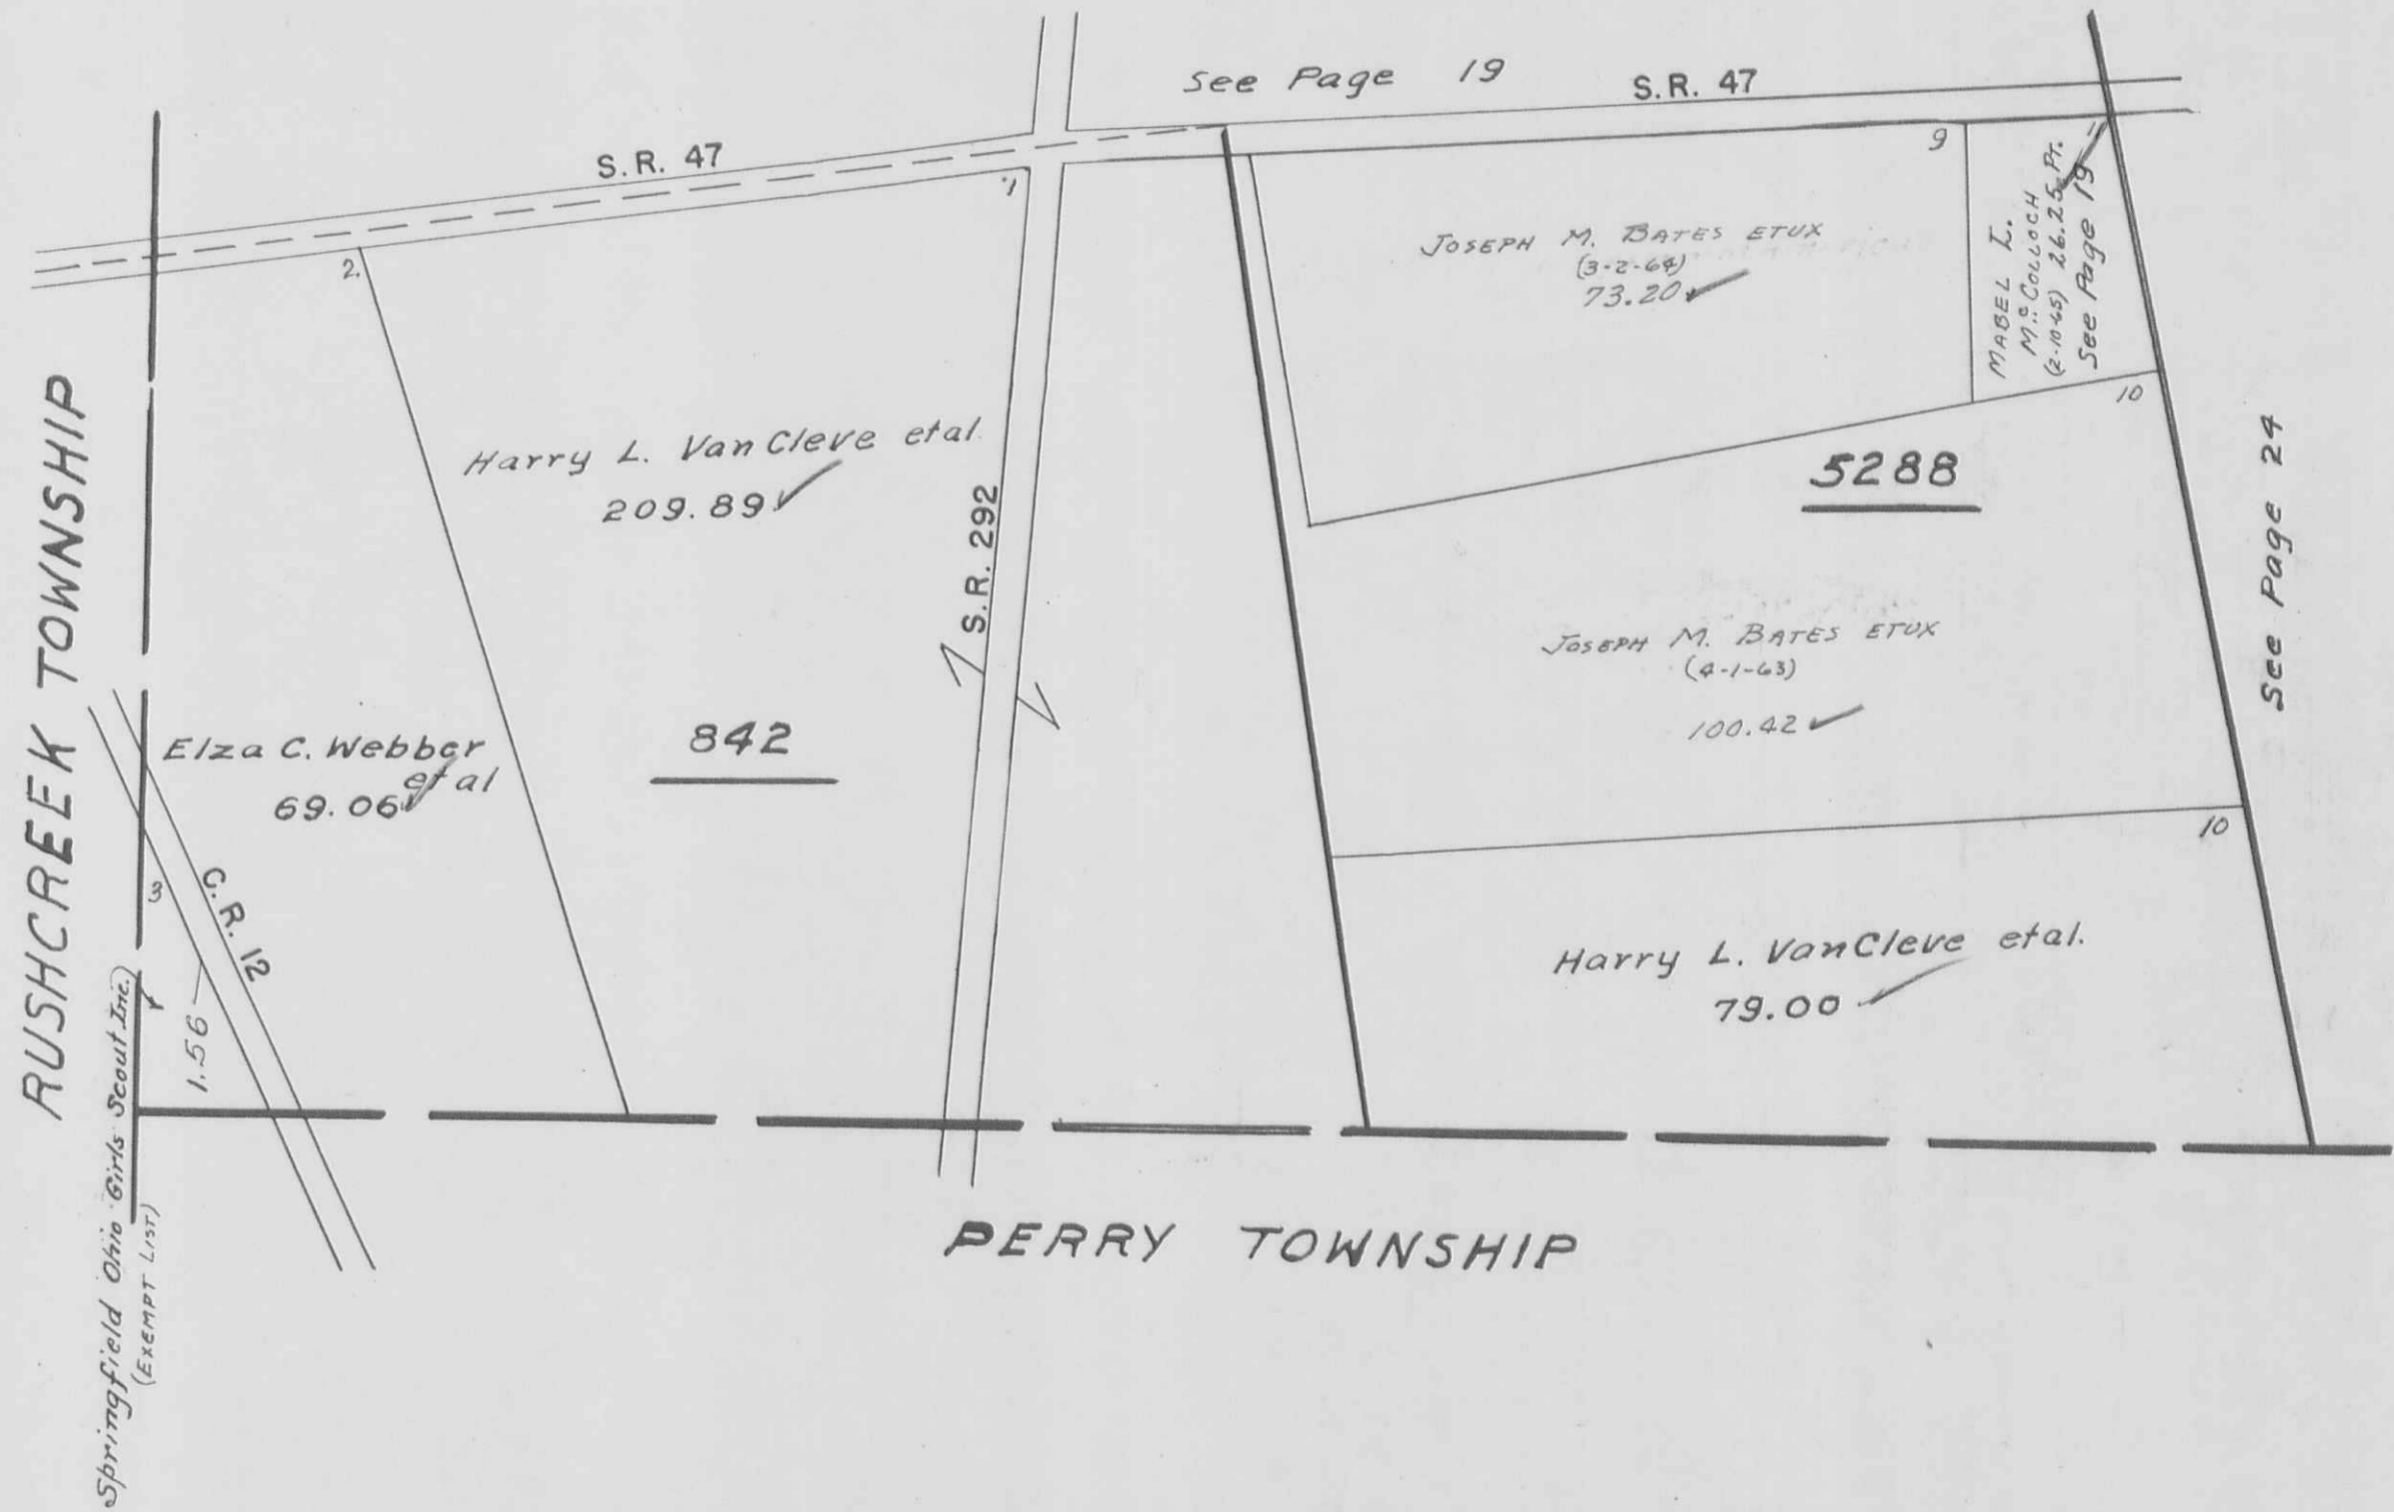 See Page 19
S.R. 47
S.R. 47
1
2.
9
11
JOSEPH M. BATES ETUX
(3-2-64)
73.20
MABEL I.
McCOLLOCH
(2-10-65) 26.25 Pt.
See Page 19
10
Harry L. VanCleve etal.
209.89
S.R. 292
5288
See Page 24
RUSHCREEK TOWNSHIP
JOSEPH M. BATES ETUX
(4-1-63)
100.42
Elza C. Webber
etal
69.06
842
10
3
C.R. 12
1.56
Harry L. VanCleve etal.
79.00
Springfield Ohio Girls Scout Inc.
(EXEMPT LIST)
PERRY TOWNSHIP